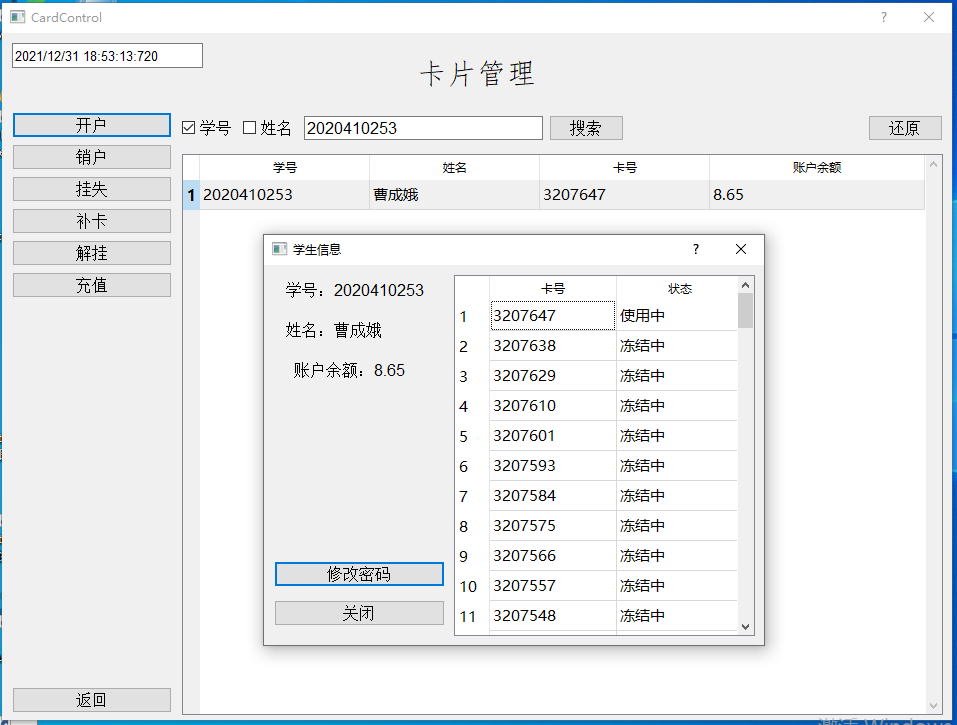 CardControl
2021/12/31 18:53:13:720
卡片管理
开户
销户
挂失
补卡
解挂
充值
返回
学号 姓名 2020410253 搜索 还原
学号 姓名 卡号 账户余额
1 2020410253 曹成娥 3207647 8.65
学生信息
学号：2020410253
姓名：曹成娥
账户余额：8.65
修改密码
关闭
卡号 状态
1 3207647 使用中
2 3207638 冻结中
3 3207629 冻结中
4 3207610 冻结中
5 3207601 冻结中
6 3207593 冻结中
7 3207584 冻结中
8 3207575 冻结中
9 3207566 冻结中
10 3207557 冻结中
11 3207548 冻结中